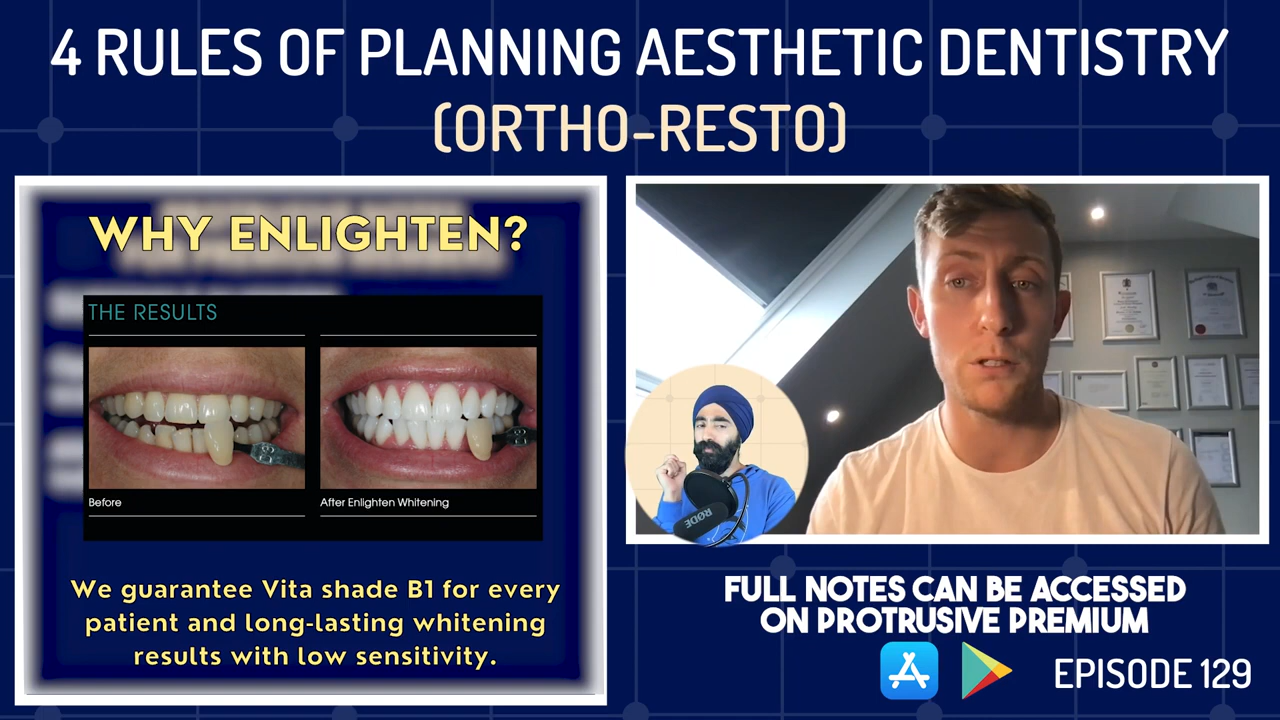 4 RULES OF PLANNING AESTHETIC DENTISTRY
(ORTHO-RESTO)
WHY ENLIGHTEN?
THE RESULTS
Before
After Enlighten Whitening
We guarantee Vita shade B1 for every
patient and long-lasting whitening
results with low sensitivity.
RØDE
FULL NOTES CAN BE ACCESSED
ON PROTRUSIVE PREMIUM
EPISODE 129